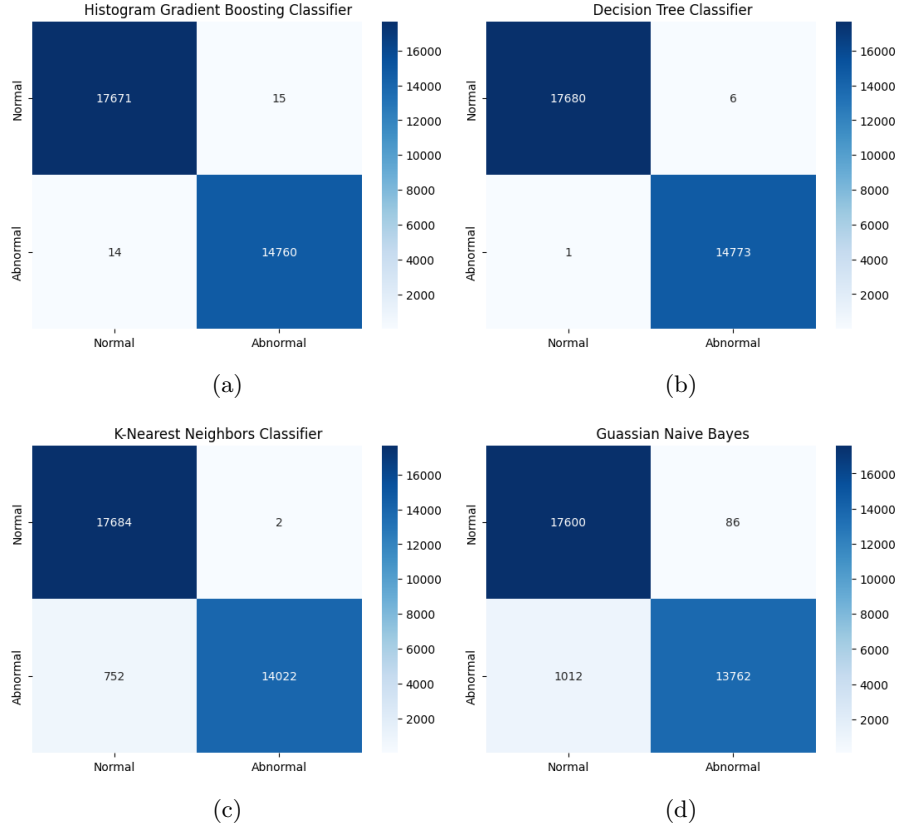 Histogram Gradient Boosting Classifier
Normal
17671
15
Abnormal
14
14760
Normal
Abnormal
16000
14000
12000
10000
8000
6000
4000
2000
(a)
Decision Tree Classifier
Normal
17680
6
Abnormal
1
14773
Normal
Abnormal
16000
14000
12000
10000
8000
6000
4000
2000
(b)
K-Nearest Neighbors Classifier
Normal
17684
2
Abnormal
752
14022
Normal
Abnormal
16000
14000
12000
10000
8000
6000
4000
2000
(c)
Guassian Naive Bayes
Normal
17600
86
Abnormal
1012
13762
Normal
Abnormal
16000
14000
12000
10000
8000
6000
4000
2000
(d)